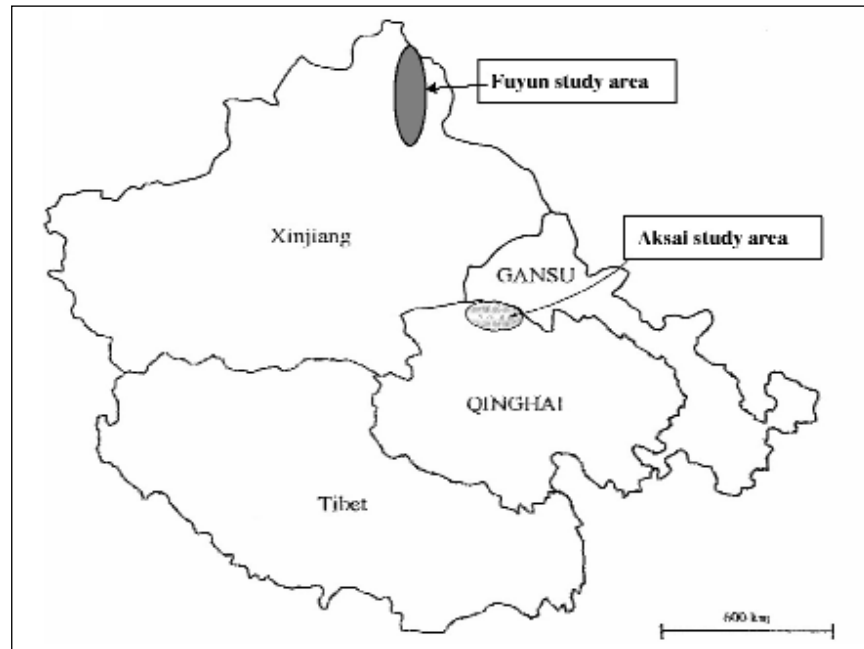 Fuyun study area
Xinjiang
Aksai study area
GANSU
QINGHAI
Tibet
600 km